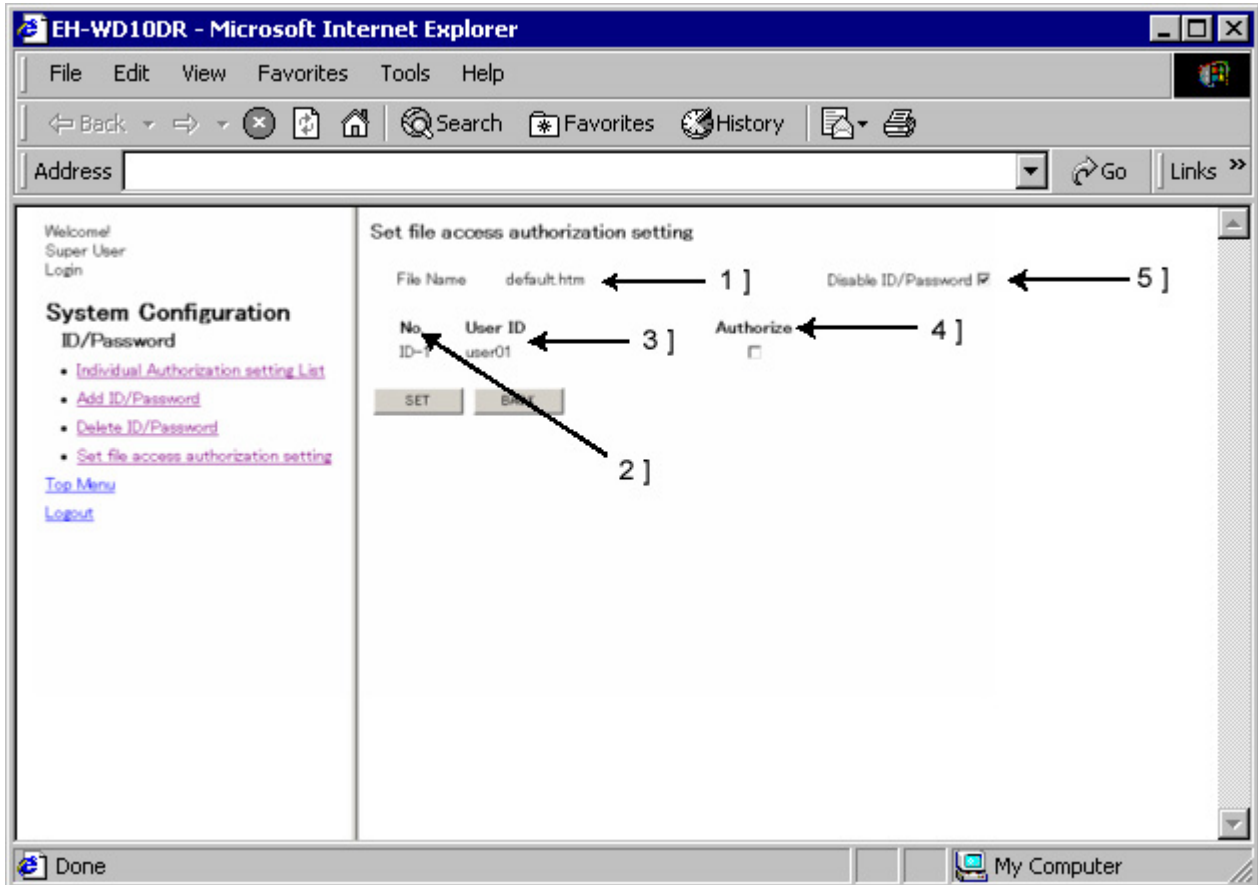 EH-WD10DR - Microsoft Internet Explorer
File Edit View Favorites Tools Help
Back Search Favorites History
Address Go Links »
Welcome!
Super User
Login
System Configuration
ID/Password
• Individual Authorization setting List
• Add ID/Password
• Delete ID/Password
• Set file access authorization setting
Top Menu
Logout
Set file access authorization setting
File Name default.htm 1 ] Disable ID/Password 5 ]
No. User ID Authorize 4 ]
ID-1 user01 3 ]
SET BACK
2 ]
Done My Computer